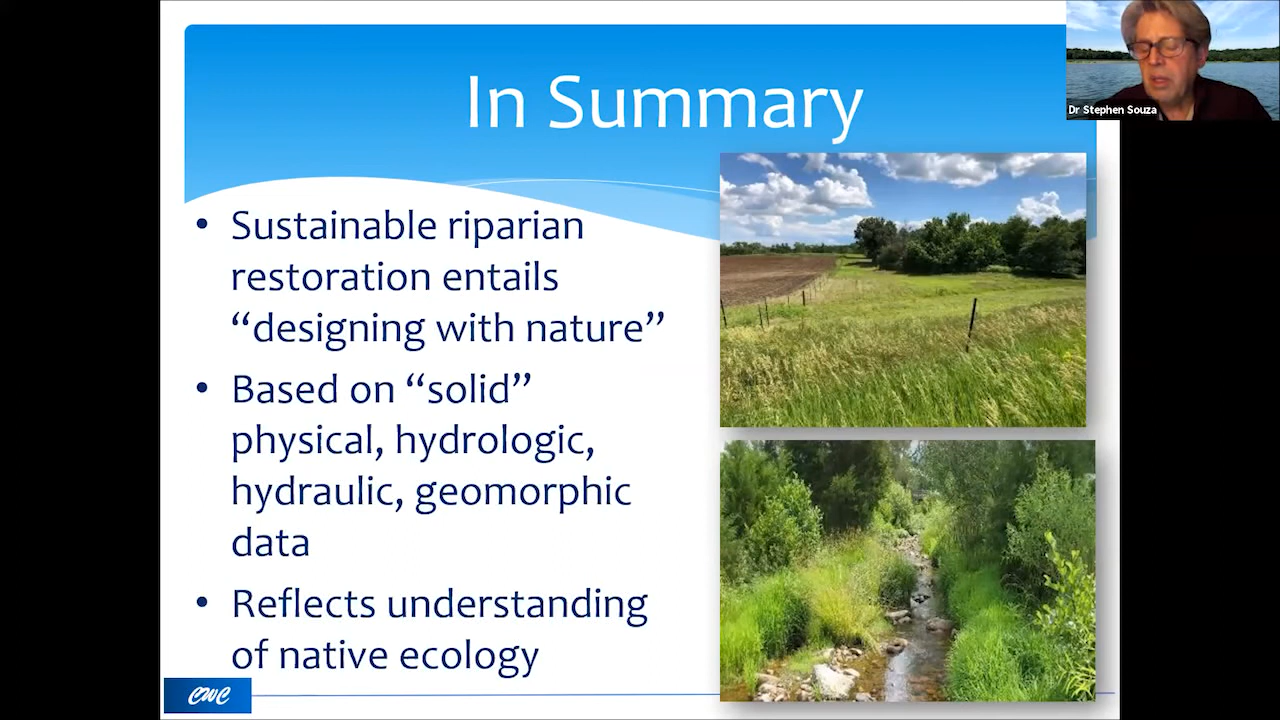 In Summary
Dr Stephen Souza
• Sustainable riparian
restoration entails
“designing with nature”
• Based on “solid”
physical, hydrologic,
hydraulic, geomorphic
data
• Reflects understanding
of native ecology
CWC